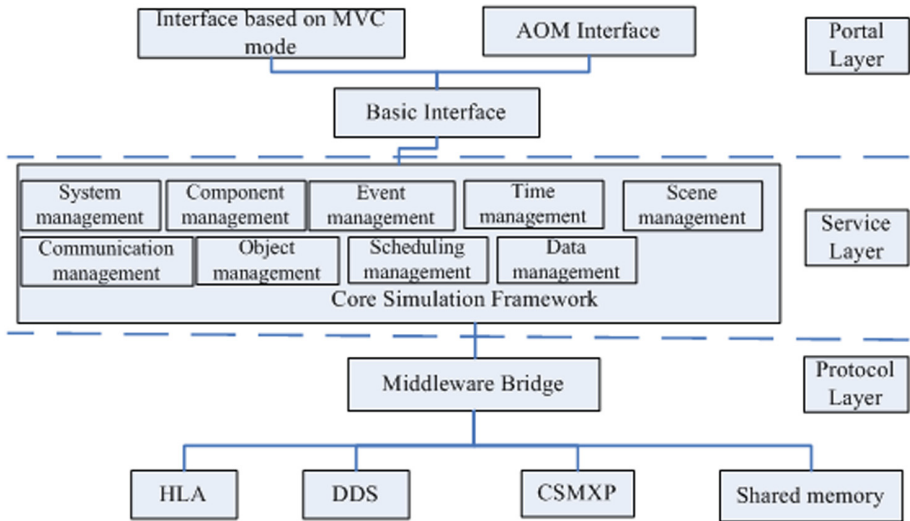 Interface based on MVC
mode
AOM Interface
Portal
Layer
Basic Interface
System
management
Component
management
Event
management
Time
management
Scene
management
Communication
management
Object
management
Scheduling
management
Data
management
Core Simulation Framework
Service
Layer
Middleware Bridge
Protocol
Layer
HLA
DDS
CSMXP
Shared memory